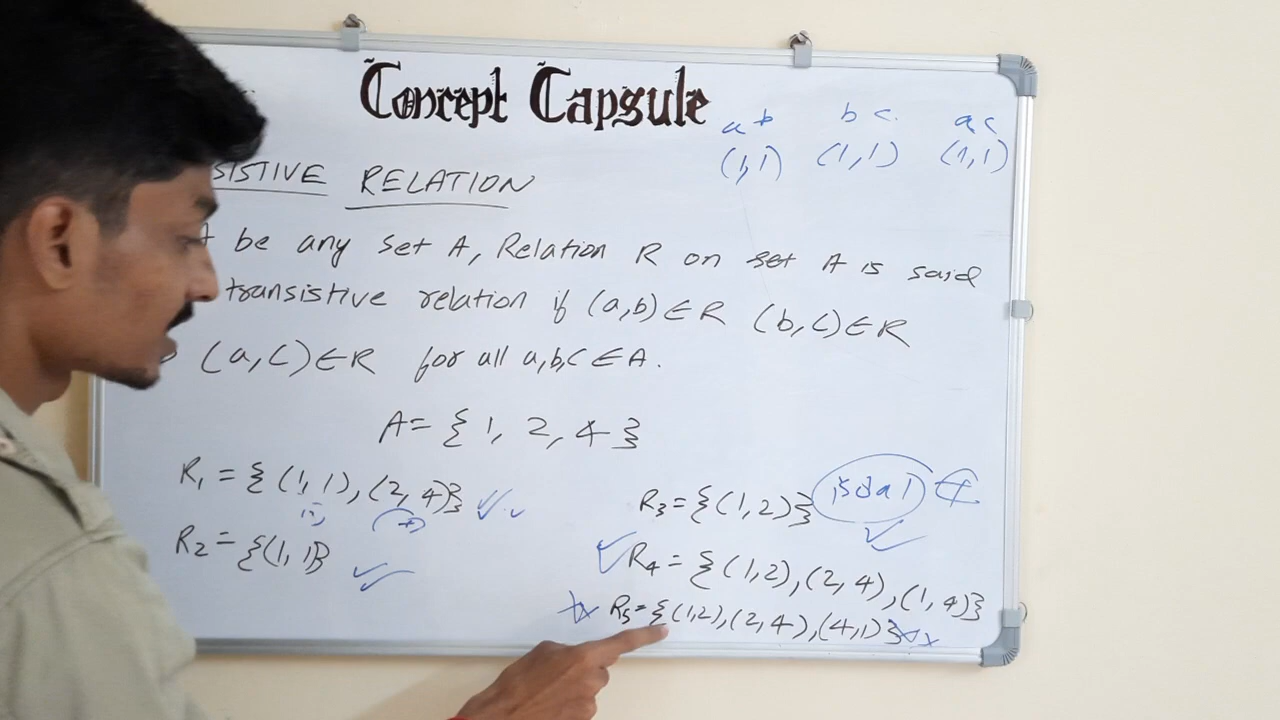 Concept Capsule
a b b c a c
(1,1) (1,1) (1,1)
SISTIVE RELATION
be any set A, Relation R on set A is said
transistive relation if (a,b)∈R (b,c)∈R
(a,c)∈R for all a,b,c∈A.
A= {1, 2, 4}
R1 = {(1,1),(2,4)}
R2 = {(1,1)}
R3 = {(1,2)}
R4 = {(1,2),(2,4),(1,4)}
R5 = {(1,2),(2,4),(4,1)}